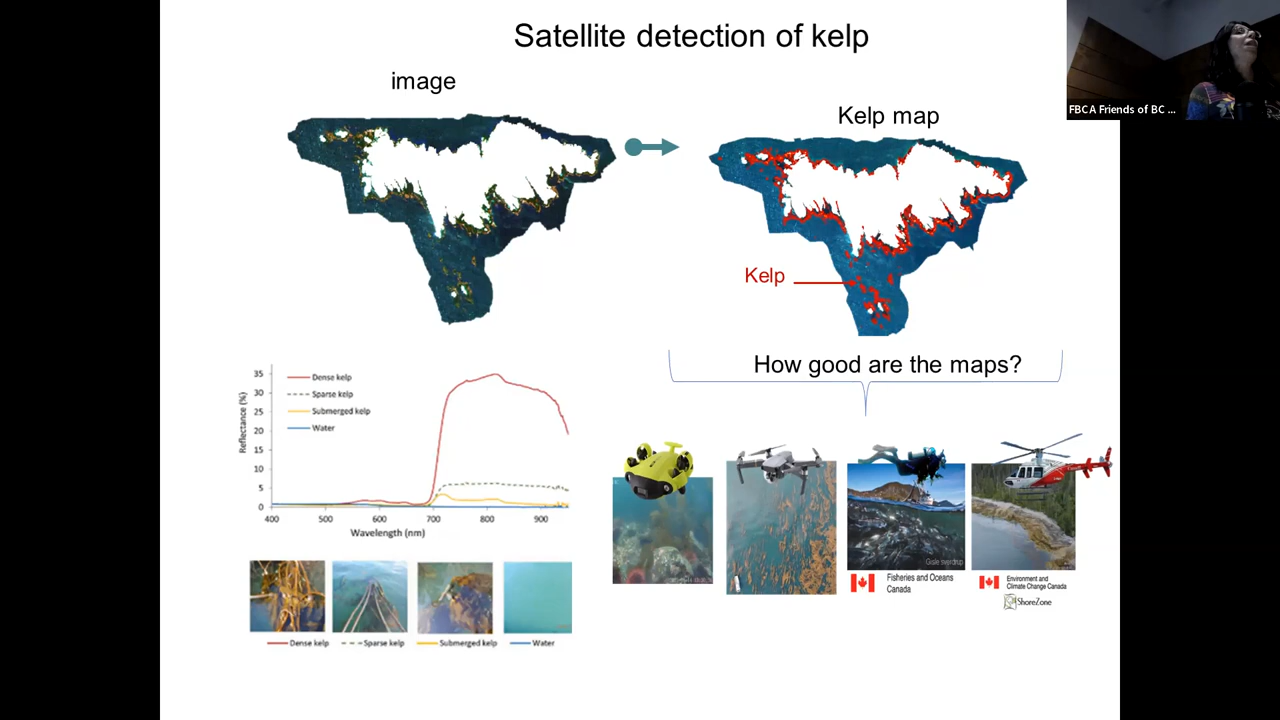 Satellite detection of kelp
FBCA Friends of BC ...
image
Kelp map
Kelp
How good are the maps?
Reflectance (%)
35
30
25
20
15
10
5
0
Dense kelp
Sparse kelp
Submerged kelp
Water
400 500 600 700 800 900
Wavelength (nm)
Dense kelp Sparse kelp Submerged kelp Water
Gisle sverdrup
Fisheries and Oceans
Canada
Environment and
Climate Change Canada
ShoreZone